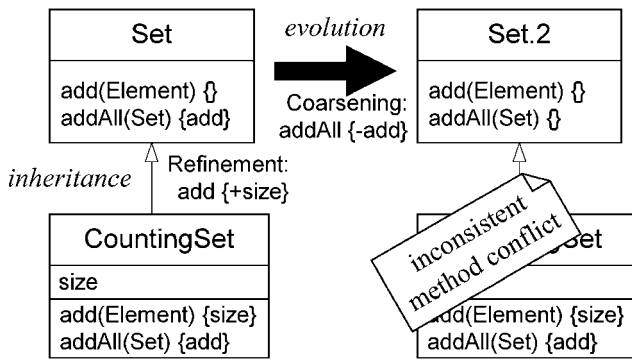 Set
add(Element) {}
addAll(Set) {add}
evolution
Coarsening:
addAll {-add}
Set.2
add(Element) {}
addAll(Set) {}
inheritance
Refinement:
add {+size}
CountingSet
size
add(Element) {size}
addAll(Set) {add}
inconsistent
method conflict
add(Element) {size}
addAll(Set) {add}